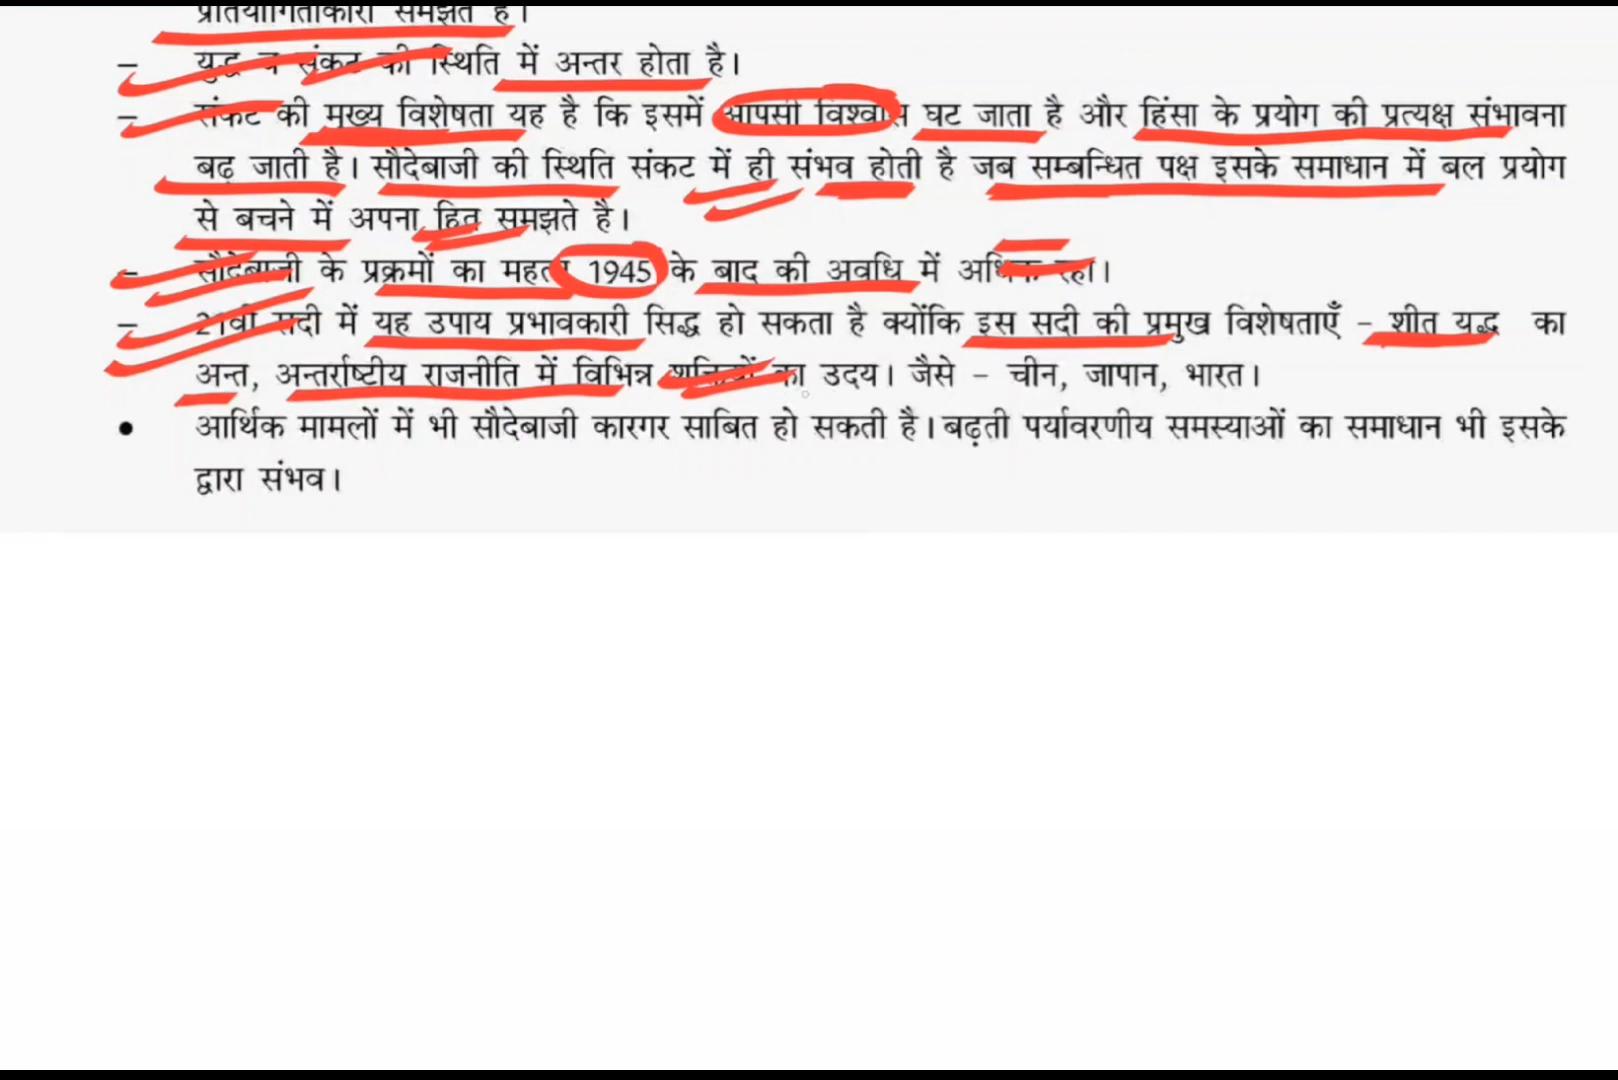 प्रतियोगिताकारी समझते है।
– युद्ध व संकट की स्थिति में अन्तर होता है।
– संकट की मुख्य विशेषता यह है कि इसमें आपसी विश्वास घट जाता है और हिंसा के प्रयोग की प्रत्यक्ष संभावना
बढ़ जाती है। सौदेबाजी की स्थिति संकट में ही संभव होती है जब सम्बन्धित पक्ष इसके समाधान में बल प्रयोग
से बचने में अपना हित समझते है।
– सौदेबाजी के प्रक्रमों का महत्व 1945 के बाद की अवधि में अधिक रहा।
– 21वीं सदी में यह उपाय प्रभावकारी सिद्ध हो सकता है क्योंकि इस सदी की प्रमुख विशेषताएँ – शीत युद्ध का
अन्त, अन्तर्राष्टीय राजनीति में विभिन्न शक्तियों का उदय। जैसे – चीन, जापान, भारत।
• आर्थिक मामलों में भी सौदेबाजी कारगर साबित हो सकती है। बढ़ती पर्यावरणीय समस्याओं का समाधान भी इसके
द्वारा संभव।